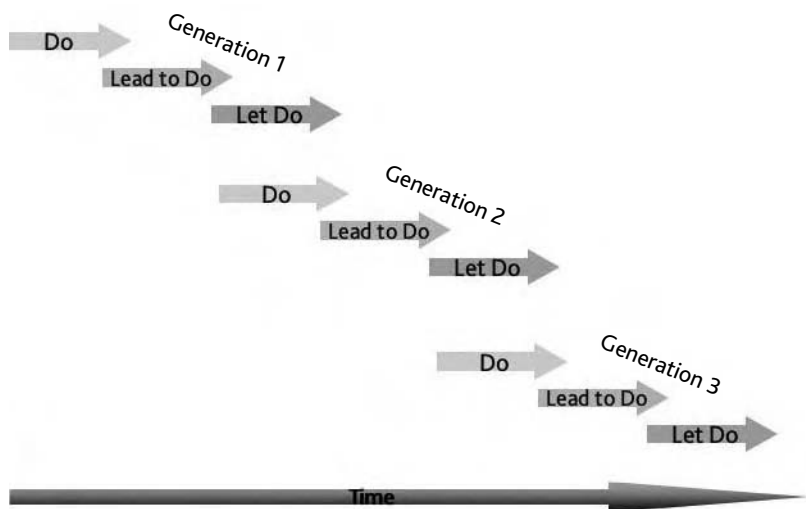 Do
Generation 1
Lead to Do
Let Do
Do
Generation 2
Lead to Do
Let Do
Do
Generation 3
Lead to Do
Let Do
Time